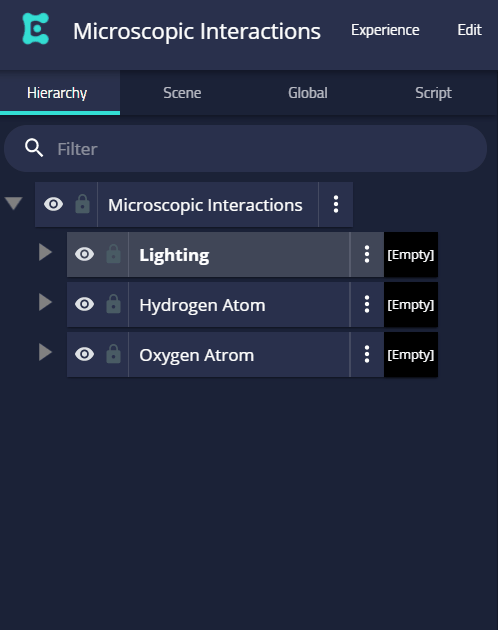 Microscopic Interactions Experience Edit
Hierarchy Scene Global Script
Filter
Microscopic Interactions
Lighting [Empty]
Hydrogen Atom [Empty]
Oxygen Atrom [Empty]